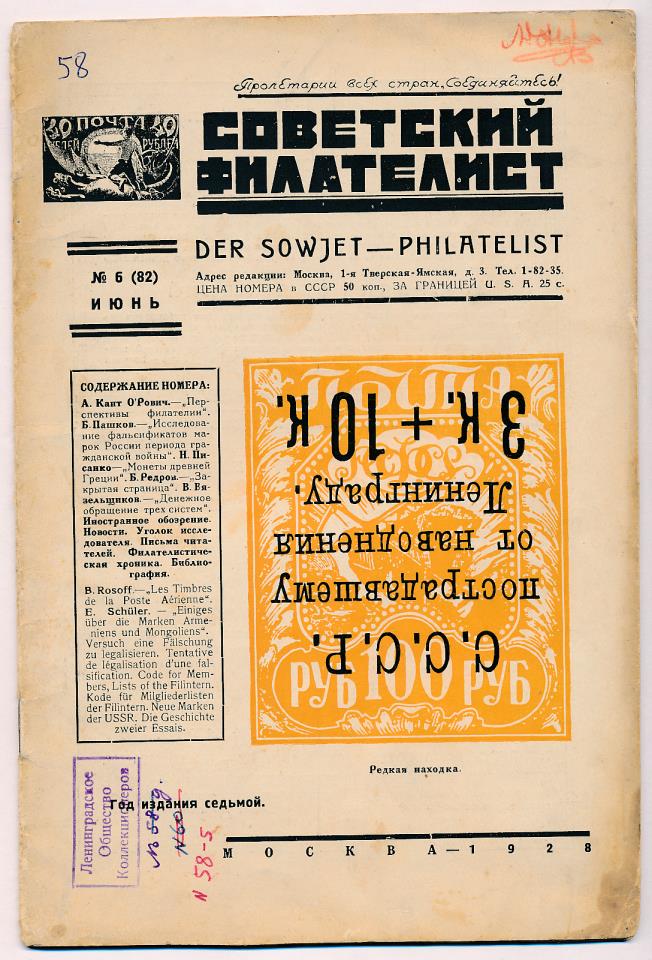 58
Пролетарии всех стран, Соединяйтесь!
20 ПОЧТА 20
РУБЛЕЙ РУБЛЕЙ
СОВЕТСКИЙ
ФИЛАТЕЛИСТ
DER SOWJET—PHILATELIST
№ 6 (82)
ИЮНЬ
Адрес редакции: Москва, 1-я Тверская-Ямская, д. 3. Тел. 1-82-35.
ЦЕНА НОМЕРА в СССР 50 коп., ЗА ГРАНИЦЕЙ U. S. A. 25 c.
СОДЕРЖАНИЕ НОМЕРА:
А. Кант О'Рович.—„Пер-
спективы филателии".
Б. Пашков.—„Исследова-
ние фальсификатов ма-
рок России периода гра-
жданской войны". Н. Пи-
санко—„Монеты древней
Греции". Б. Редров.—„За-
крытая страница". В. Вя-
зельщиков.—„Денежное
обращение трех систем".
Иностранное обозрение.
Новости. Уголок иссле-
дователя. Письма чита-
телей. Филателистиче-
ская хроника. Библио-
графия.
B. Rosoff.—„Les Timbres
de la Poste Aérienne".
E. Schüler. — „Einiges
über die Marken Arme-
niens und Mongoliens".
Versuch eine Fälschung
zu legalisieren. Tentative
de légalisation d'une fal-
sification. Code for Mem-
bers, Lists of the Filintern.
Kode für Milgliederlisten
der Filintern. Neue Marken
der USSR. Die Geschichte
zweier Essais.
ПОЧТА
РУБ 100 РУБ
С.С.С.Р.
пострадавшему
от наводнения
Ленинграду.
3 к. + 10 к.
Редкая находка.
Год издания седьмой.
Ленинградское
Общество
Коллекционеров
N 60
N 58-5
МОСКВА—1928